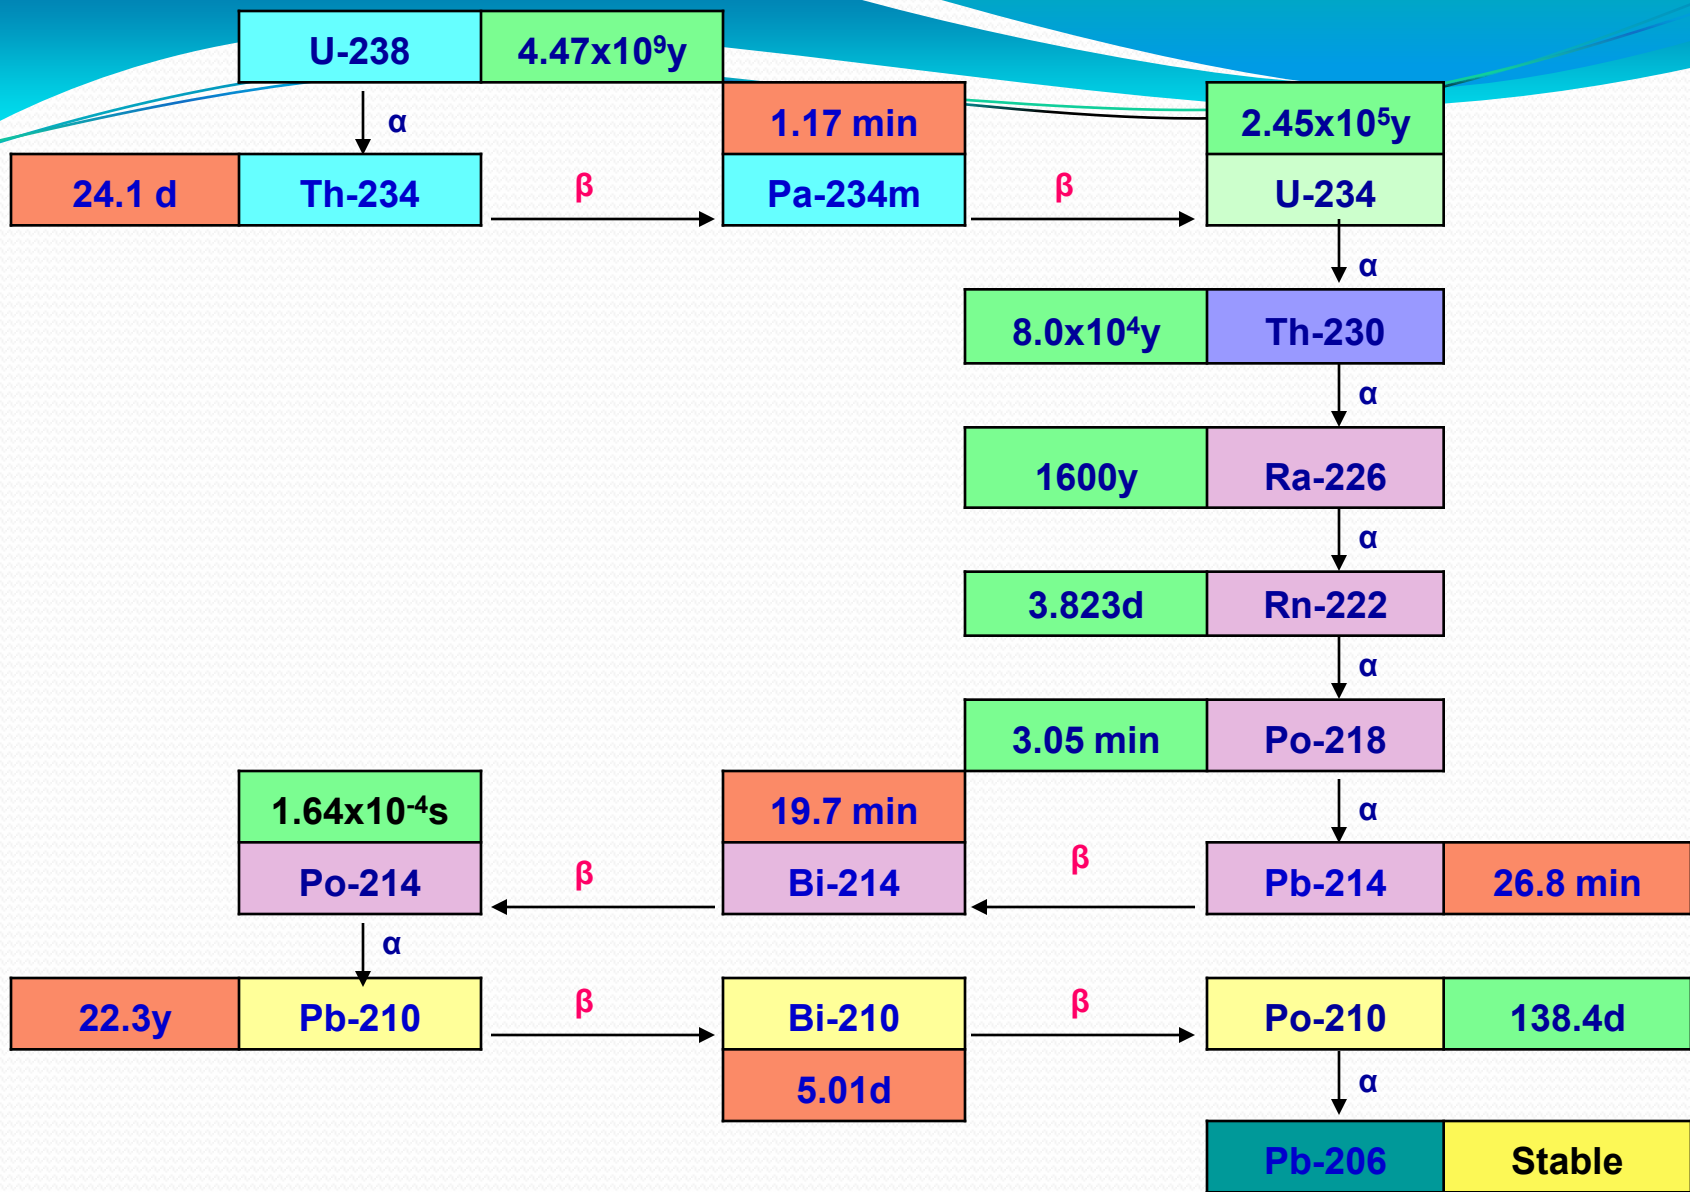 U-238 4.47x10⁹y
α
1.17 min
2.45x10⁵y
24.1 d Th-234
β
Pa-234m
β
U-234
α
8.0x10⁴y Th-230
α
1600y Ra-226
α
3.823d Rn-222
α
3.05 min Po-218
α
1.64x10⁻⁴s
19.7 min
Po-214
β
Bi-214
β
Pb-214 26.8 min
α
22.3y Pb-210
β
Bi-210
β
Po-210 138.4d
5.01d
α
Pb-206 Stable